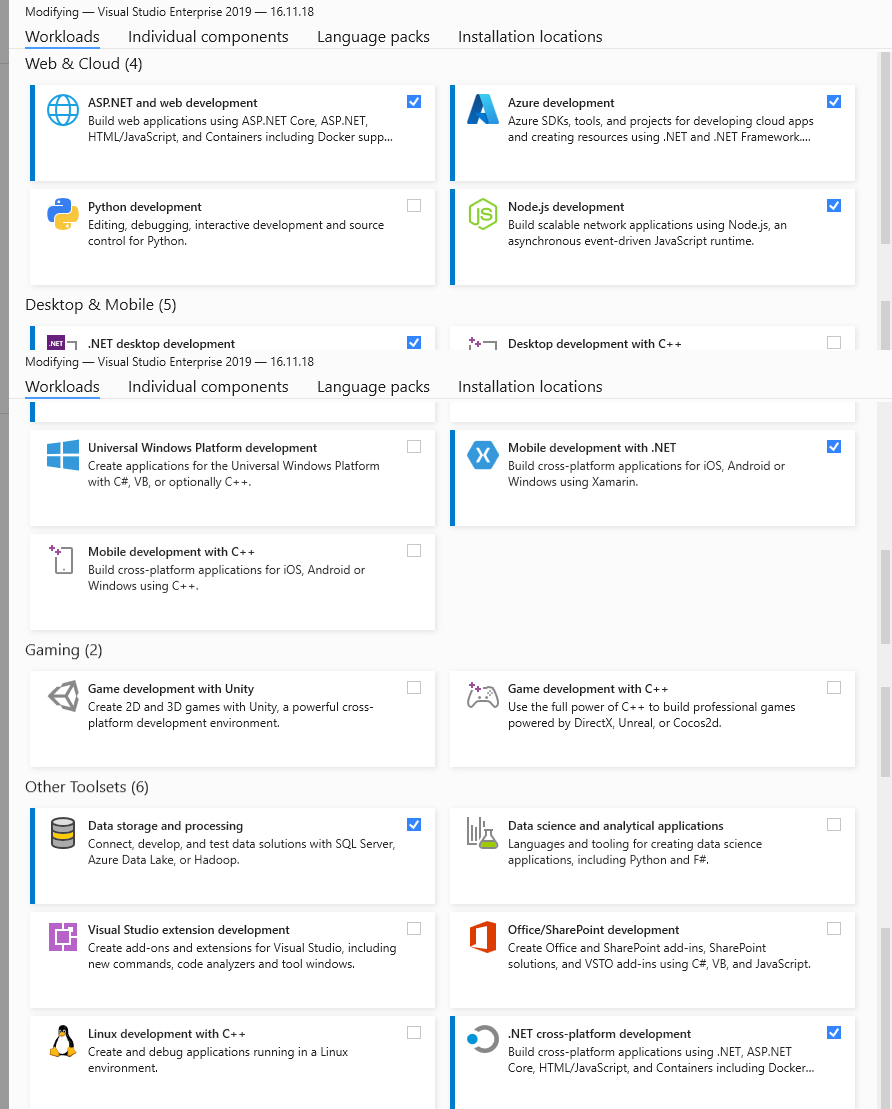 Modifying — Visual Studio Enterprise 2019 — 16.11.18
Workloads Individual components Language packs Installation locations
Web & Cloud (4)
ASP.NET and web development
Build web applications using ASP.NET Core, ASP.NET,
HTML/JavaScript, and Containers including Docker supp...
Azure development
Azure SDKs, tools, and projects for developing cloud apps
and creating resources using .NET and .NET Framework....
Python development
Editing, debugging, interactive development and source
control for Python.
JS
Node.js development
Build scalable network applications using Node.js, an
asynchronous event-driven JavaScript runtime.
Desktop & Mobile (5)
.NET
.NET desktop development
Desktop development with C++
Modifying — Visual Studio Enterprise 2019 — 16.11.18
Workloads Individual components Language packs Installation locations
Universal Windows Platform development
Create applications for the Universal Windows Platform
with C#, VB, or optionally C++.
Mobile development with .NET
Build cross-platform applications for iOS, Android or
Windows using Xamarin.
Mobile development with C++
Build cross-platform applications for iOS, Android or
Windows using C++.
Gaming (2)
Game development with Unity
Create 2D and 3D games with Unity, a powerful cross-
platform development environment.
Game development with C++
Use the full power of C++ to build professional games
powered by DirectX, Unreal, or Cocos2d.
Other Toolsets (6)
Data storage and processing
Connect, develop, and test data solutions with SQL Server,
Azure Data Lake, or Hadoop.
Data science and analytical applications
Languages and tooling for creating data science
applications, including Python and F#.
Visual Studio extension development
Create add-ons and extensions for Visual Studio, including
new commands, code analyzers and tool windows.
Office/SharePoint development
Create Office and SharePoint add-ins, SharePoint
solutions, and VSTO add-ins using C#, VB, and JavaScript.
Linux development with C++
Create and debug applications running in a Linux
environment.
.NET cross-platform development
Build cross-platform applications using .NET, ASP.NET
Core, HTML/JavaScript, and Containers including Docker...